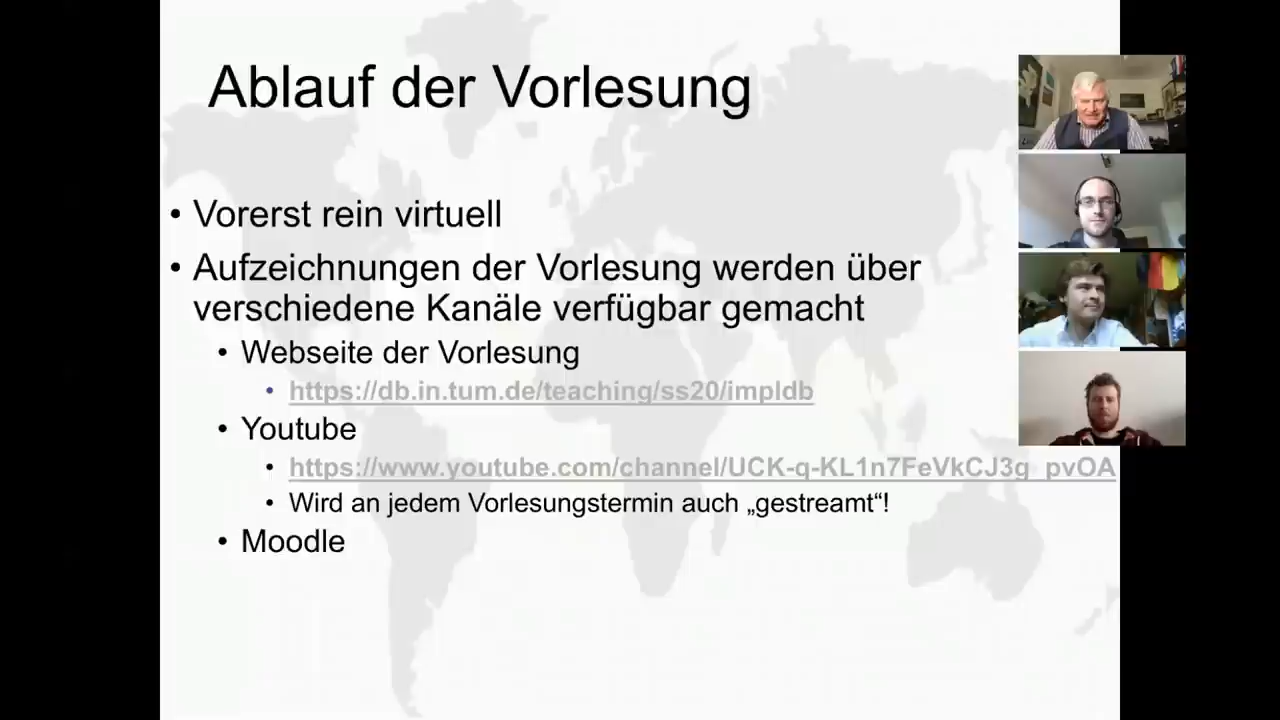 Ablauf der Vorlesung
• Vorerst rein virtuell
• Aufzeichnungen der Vorlesung werden über
verschiedene Kanäle verfügbar gemacht
• Webseite der Vorlesung
• https://db.in.tum.de/teaching/ss20/impldb
• Youtube
• https://www.youtube.com/channel/UCK-q-KL1n7FeVkCJ3g_pvOA
• Wird an jedem Vorlesungstermin auch „gestreamt“!
• Moodle